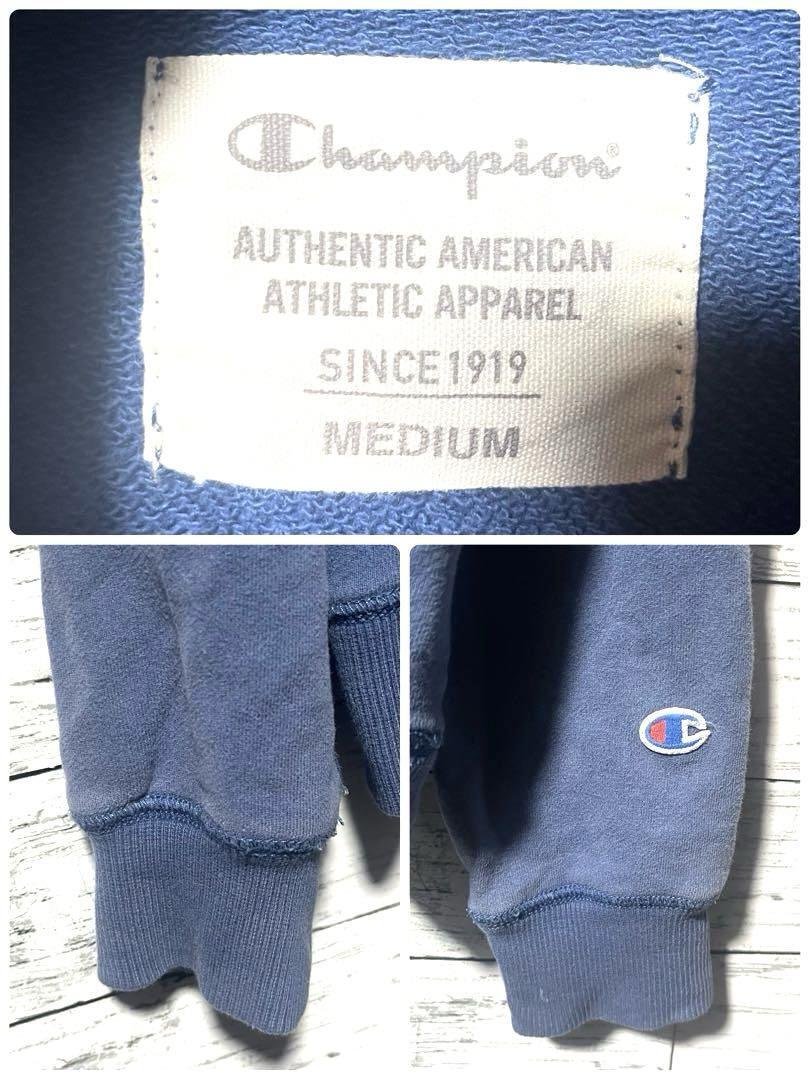 Champion®
AUTHENTIC AMERICAN
ATHLETIC APPAREL
SINCE 1919
MEDIUM